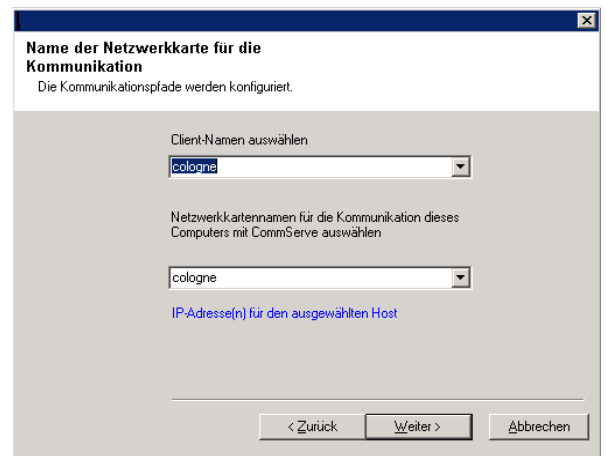 Name der Netzwerkkarte für die
Kommunikation
Die Kommunikationspfade werden konfiguriert.
Client-Namen auswählen
cologne
Netzwerkkartennamen für die Kommunikation dieses
Computers mit CommServe auswählen
cologne
IP-Adresse(n) für den ausgewählten Host
< Zurück Weiter > Abbrechen